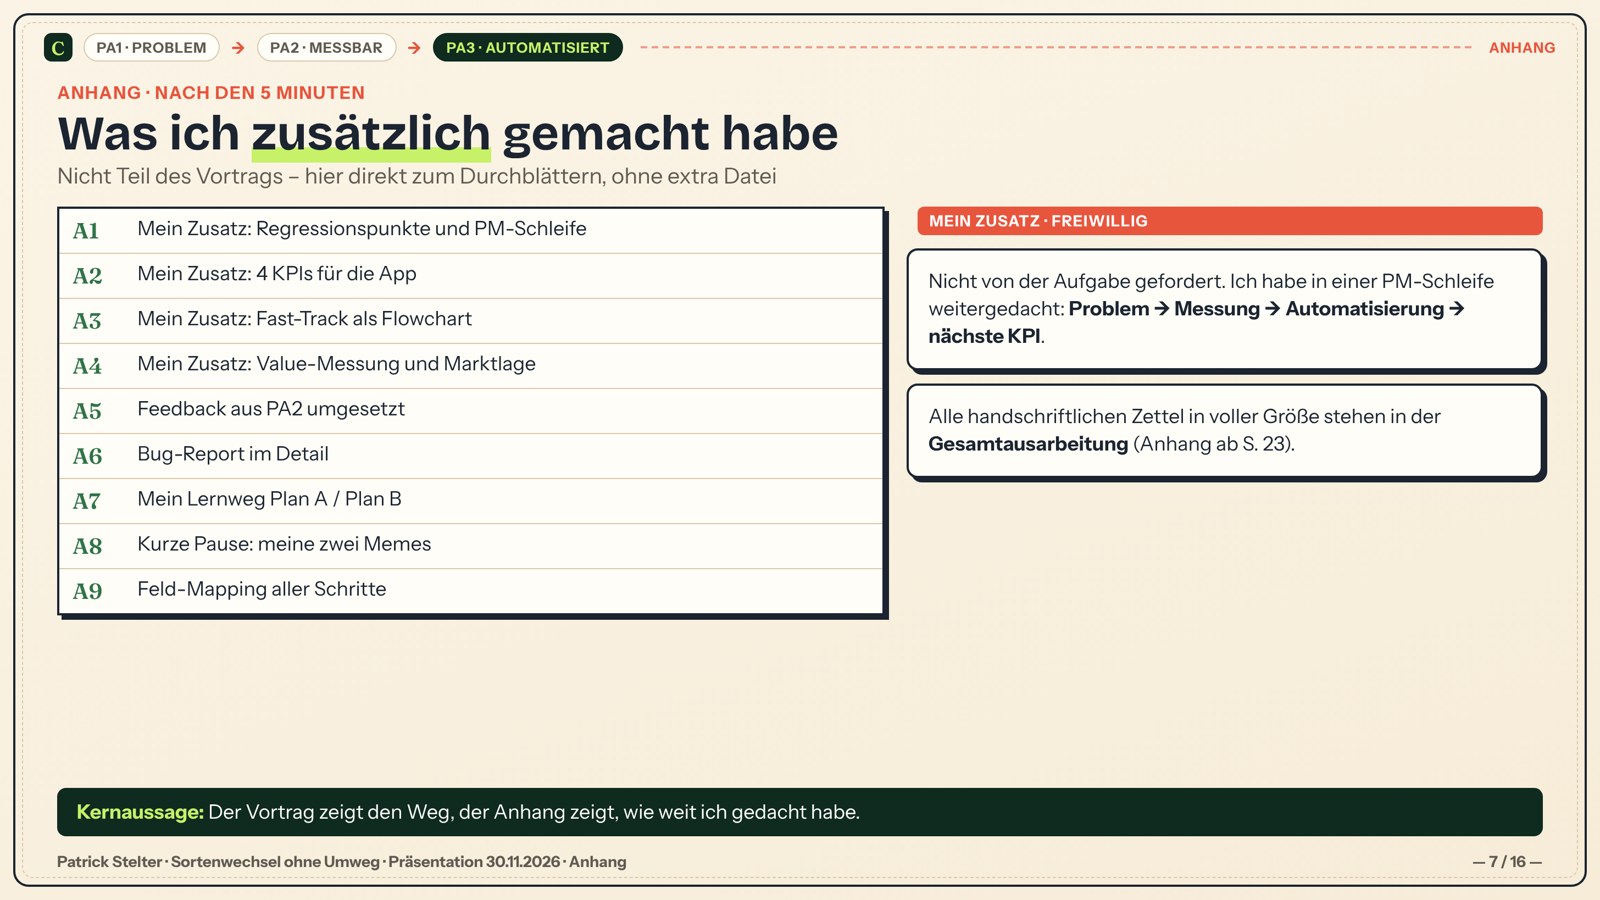 C PA1 · PROBLEM → PA2 · MESSBAR → PA3 · AUTOMATISIERT ANHANG
ANHANG · NACH DEN 5 MINUTEN
Was ich zusätzlich gemacht habe
Nicht Teil des Vortrags – hier direkt zum Durchblättern, ohne extra Datei
A1 Mein Zusatz: Regressionspunkte und PM-Schleife
A2 Mein Zusatz: 4 KPIs für die App
A3 Mein Zusatz: Fast-Track als Flowchart
A4 Mein Zusatz: Value-Messung und Marktlage
A5 Feedback aus PA2 umgesetzt
A6 Bug-Report im Detail
A7 Mein Lernweg Plan A / Plan B
A8 Kurze Pause: meine zwei Memes
A9 Feld-Mapping aller Schritte
MEIN ZUSATZ · FREIWILLIG
Nicht von der Aufgabe gefordert. Ich habe in einer PM-Schleife
weitergedacht: Problem → Messung → Automatisierung →
nächste KPI.
Alle handschriftlichen Zettel in voller Größe stehen in der
Gesamtausarbeitung (Anhang ab S. 23).
Kernaussage: Der Vortrag zeigt den Weg, der Anhang zeigt, wie weit ich gedacht habe.
Patrick Stelter · Sortenwechsel ohne Umweg · Präsentation 30.11.2026 · Anhang
— 7 / 16 —